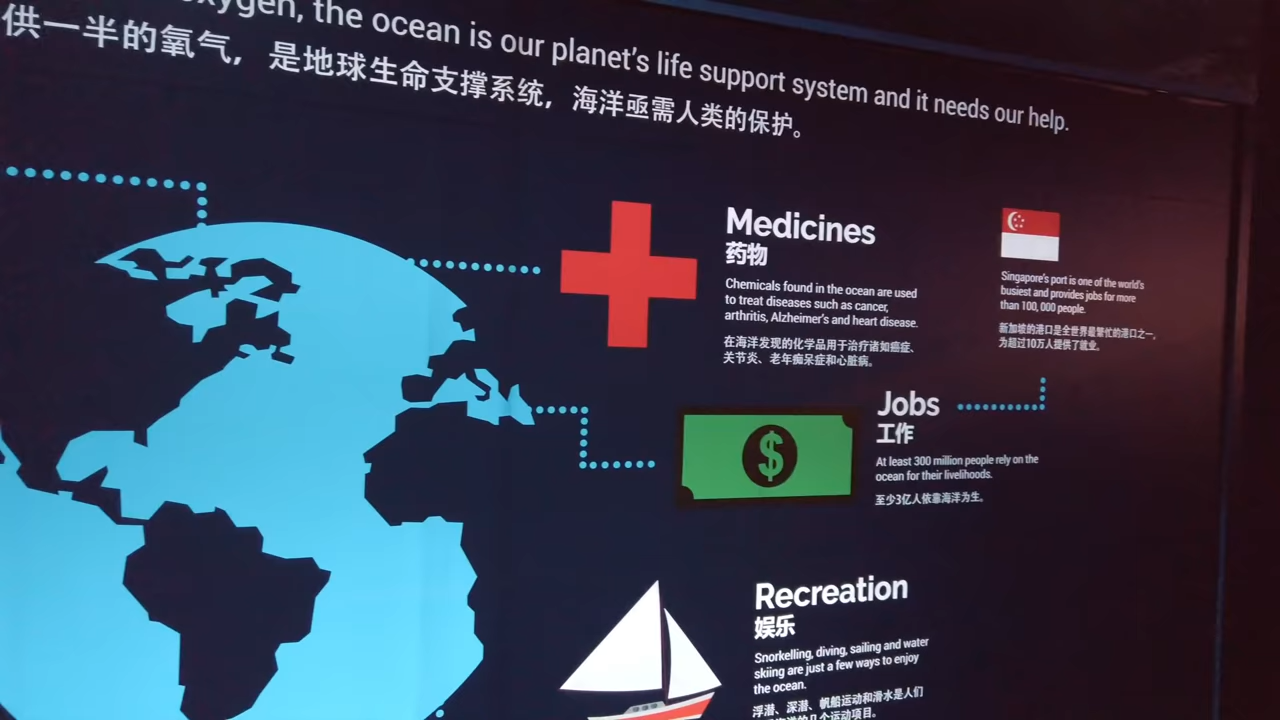 oxygen, the ocean is our planet's life support system and it needs our help.
供一半的氧气，是地球生命支撑系统，海洋亟需人类的保护。
Medicines
药物
Chemicals found in the ocean are used
to treat diseases such as cancer,
arthritis, Alzheimer's and heart disease.
在海洋发现的化学品用于治疗诸如癌症、
关节炎、老年痴呆症和心脏病。
Singapore's port is one of the world's
busiest and provides jobs for more
than 100, 000 people.
新加坡的港口是全世界最繁忙的港口之一，
为超过10万人提供了就业。
Jobs
工作
At least 300 million people rely on the
ocean for their livelihoods.
至少3亿人依靠海洋为生。
$
Recreation
娱乐
Snorkelling, diving, sailing and water
skiing are just a few ways to enjoy
the ocean.
浮潜、深潜、帆船运动和滑水是人们
的几个运动项目。